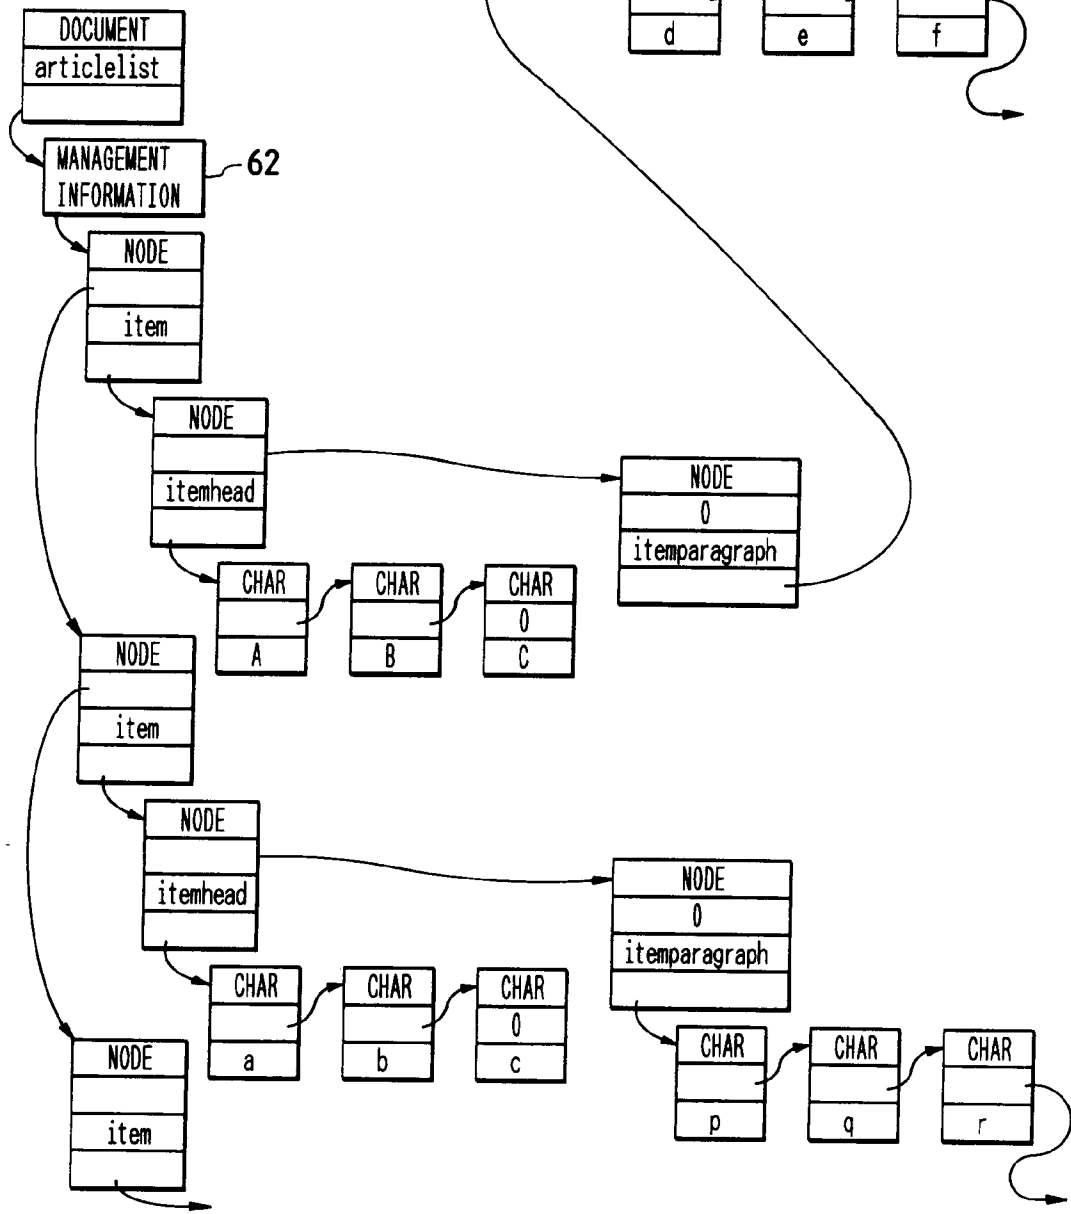 d e f
DOCUMENT
articlelist
MANAGEMENT
INFORMATION
62
NODE
item
NODE
itemhead
NODE
0
itemparagraph
CHAR CHAR CHAR
0
A B C
NODE
item
NODE
itemhead
NODE
0
itemparagraph
CHAR CHAR CHAR
0
a b c
CHAR CHAR CHAR
p q r
NODE
item